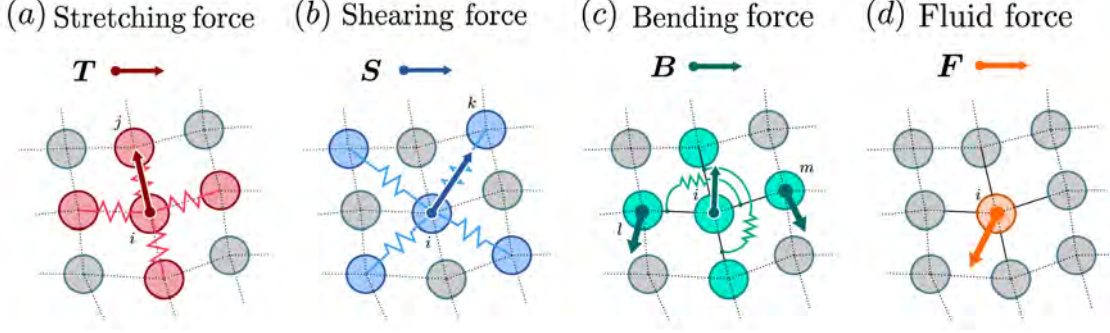 (a) Stretching force
(b) Shearing force
(c) Bending force
(d) Fluid force
T
S
B
F
j
i
k
i
l
i
m
i